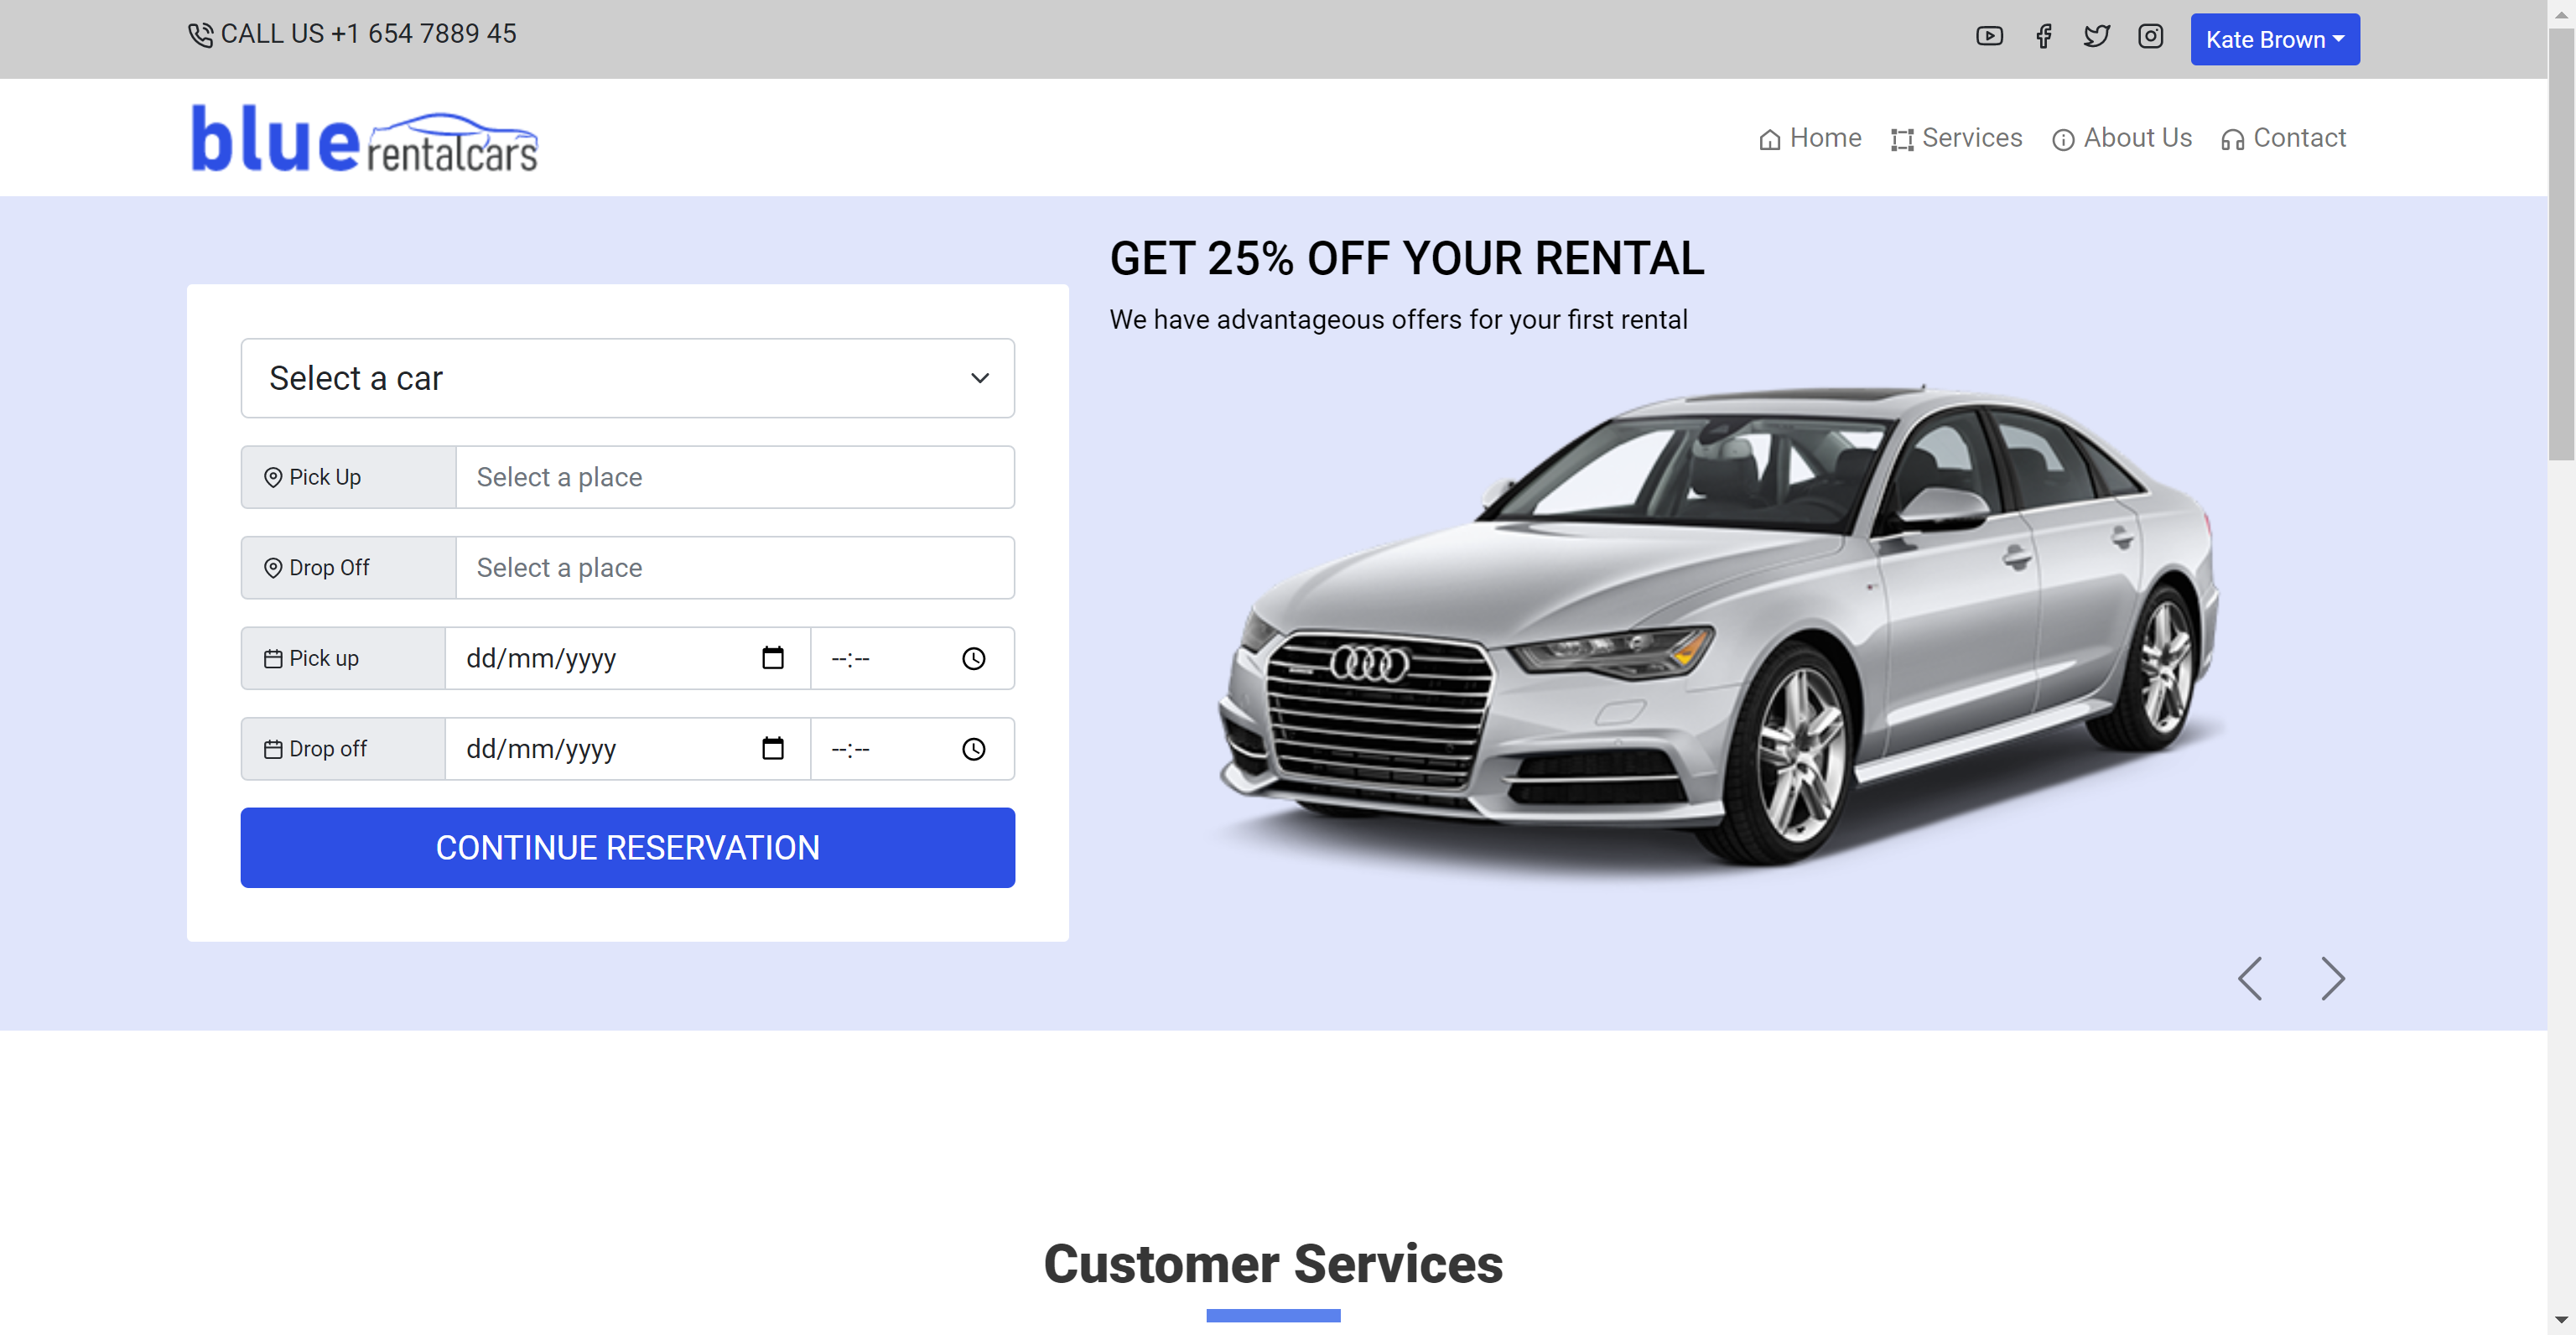 CALL US +1 654 7889 45
Kate Brown
blue rentalcars
Home Services About Us Contact
GET 25% OFF YOUR RENTAL
We have advantageous offers for your first rental
Select a car
Pick Up Select a place
Drop Off Select a place
Pick up dd/mm/yyyy --:--
Drop off dd/mm/yyyy --:--
CONTINUE RESERVATION
Customer Services